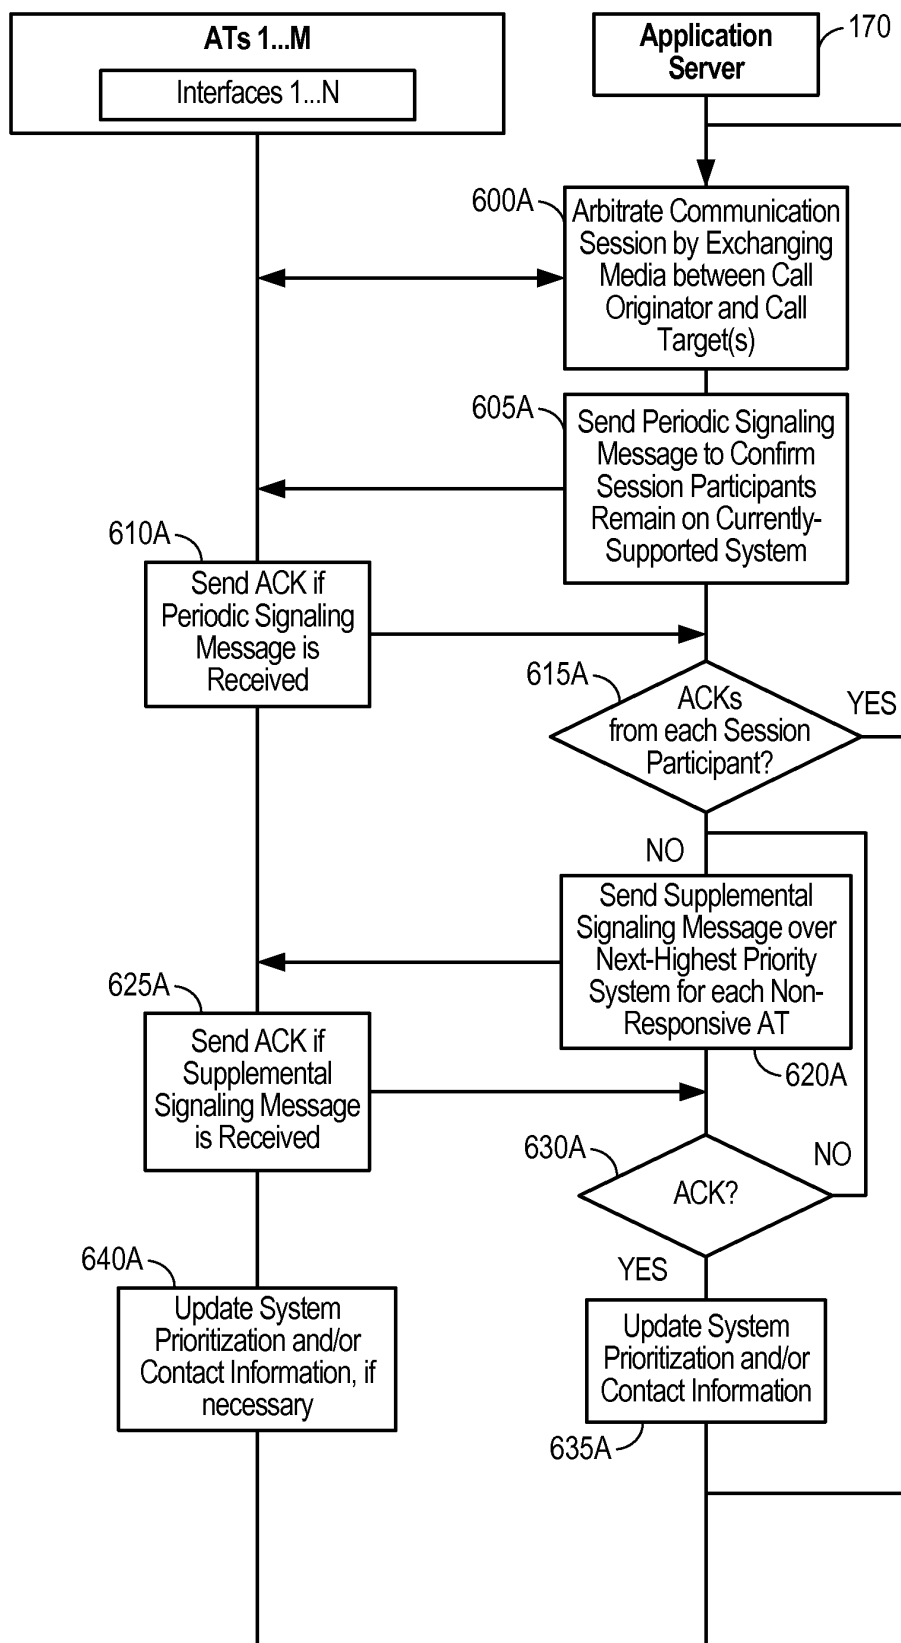 ATs 1...M
Interfaces 1...N
Application
Server
170
600A
Arbitrate Communication
Session by Exchanging
Media between Call
Originator and Call
Target(s)
605A
Send Periodic Signaling
Message to Confirm
Session Participants
Remain on Currently-
Supported System
610A
Send ACK if
Periodic Signaling
Message is
Received
615A
ACKs
from each Session
Participant?
YES
NO
Send Supplemental
Signaling Message over
Next-Highest Priority
System for each Non-
Responsive AT
620A
625A
Send ACK if
Supplemental
Signaling Message
is Received
630A
ACK?
NO
YES
640A
Update System
Prioritization and/or
Contact Information, if
necessary
Update System
Prioritization and/or
Contact Information
635A